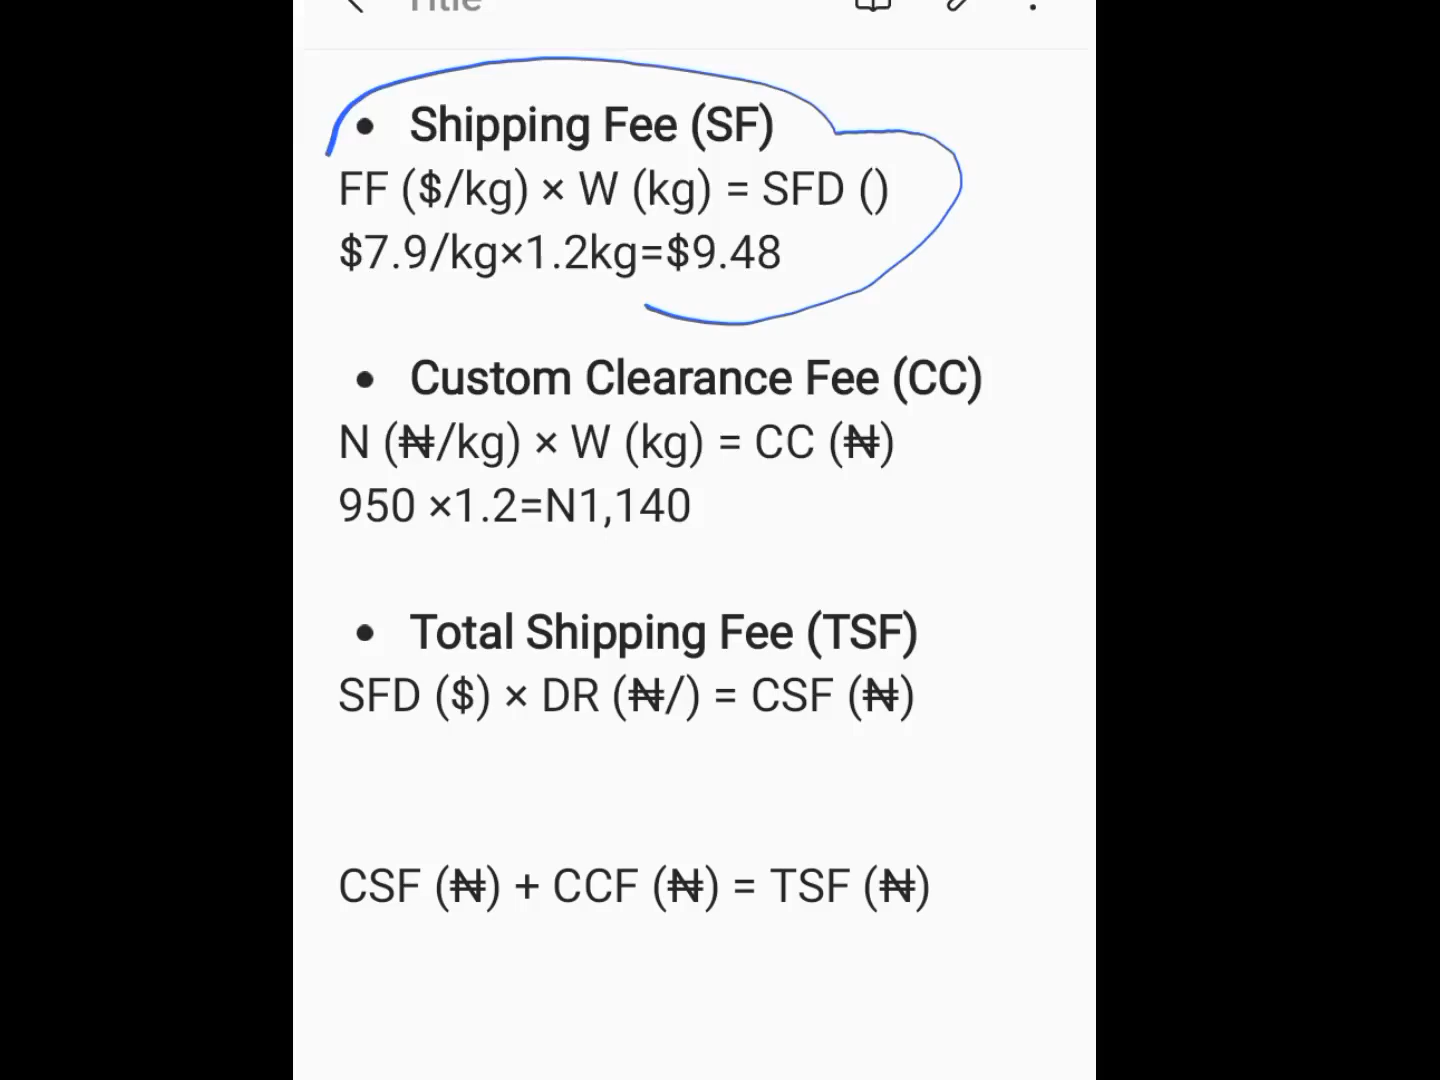 Title
• Shipping Fee (SF)
FF ($/kg) × W (kg) = SFD ()
$7.9/kg×1.2kg=$9.48
• Custom Clearance Fee (CC)
N (₦/kg) × W (kg) = CC (₦)
950 ×1.2=N1,140
• Total Shipping Fee (TSF)
SFD ($) × DR (₦/) = CSF (₦)
CSF (₦) + CCF (₦) = TSF (₦)